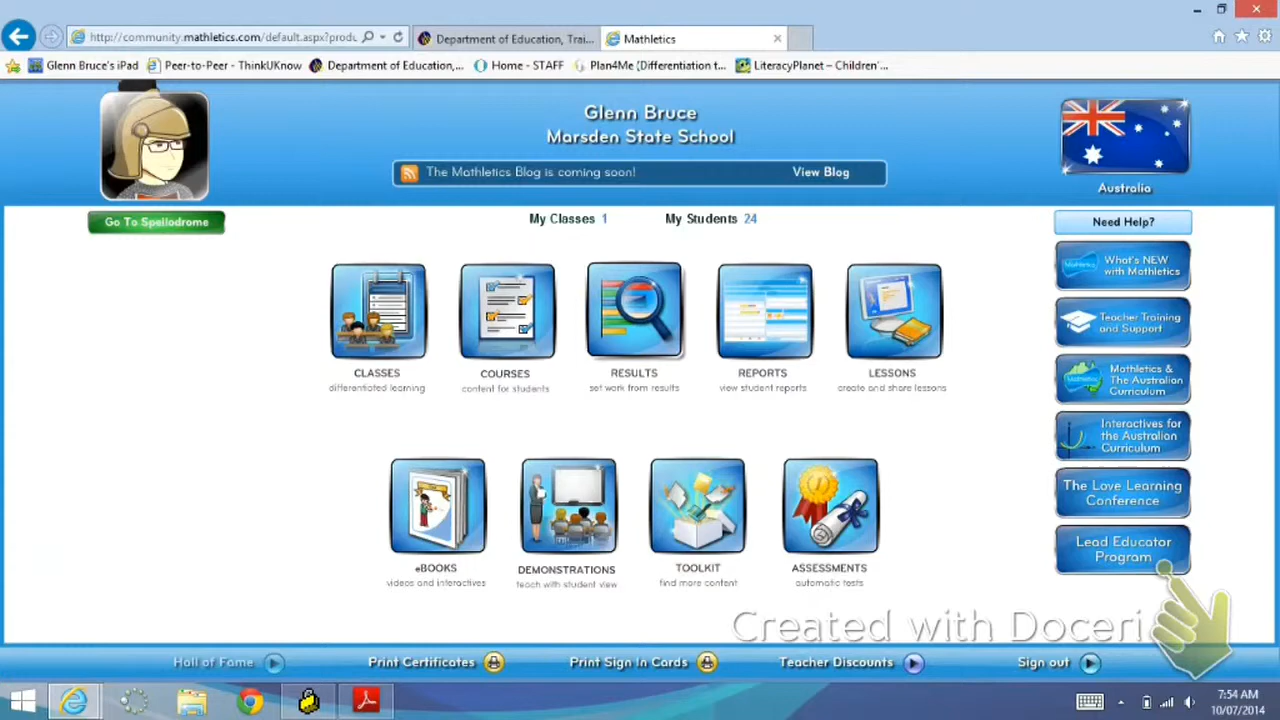 http://community.mathletics.com/default.aspx?produ
Department of Education, Trai...
Mathletics
Glenn Bruce's iPad
Peer-to-Peer - ThinkUKnow
Department of Education,...
Home - STAFF
Plan4Me (Differentiation t...
LiteracyPlanet – Children'...
Glenn Bruce
Marsden State School
The Mathletics Blog is coming soon!
View Blog
Australia
Go To Spellodrome
My Classes 1
My Students 24
Need Help?
Mathletics
What's NEW
with Mathletics
Teacher Training
and Support
Mathletics
Mathletics &
The Australian
Curriculum
Interactives for
the Australian
Curriculum
The Love Learning
Conference
Lead Educator
Program
CLASSES
differentiated learning
COURSES
content for students
RESULTS
set work from results
REPORTS
view student reports
LESSONS
create and share lessons
eBOOKS
videos and interactives
DEMONSTRATIONS
teach with student view
TOOLKIT
find more content
ASSESSMENTS
automatic tests
Created with Doceri
Hall of Fame
Print Certificates
Print Sign In Cards
Teacher Discounts
Sign out
7:54 AM
10/07/2014